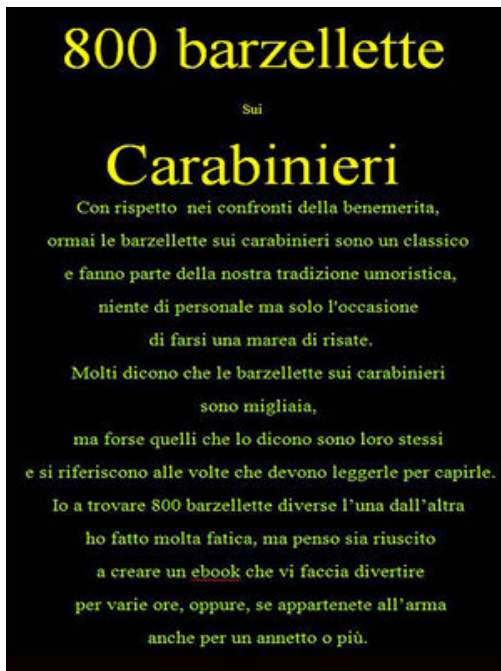 800 barzellette
Sui
Carabinieri
Con rispetto nei confronti della benemerita,
ormai le barzellette sui carabinieri sono un classico
e fanno parte della nostra tradizione umoristica,
niente di personale ma solo l'occasione
di farsi una marea di risate.
Molti dicono che le barzellette sui carabinieri
sono migliaia,
ma forse quelli che lo dicono sono loro stessi
e si riferiscono alle volte che devono leggerle per capirle.
Io a trovare 800 barzellette diverse l'una dall'altra
ho fatto molta fatica, ma penso sia riuscito
a creare un ebook che vi faccia divertire
per varie ore, oppure, se appartenete all'arma
anche per un annetto o più.